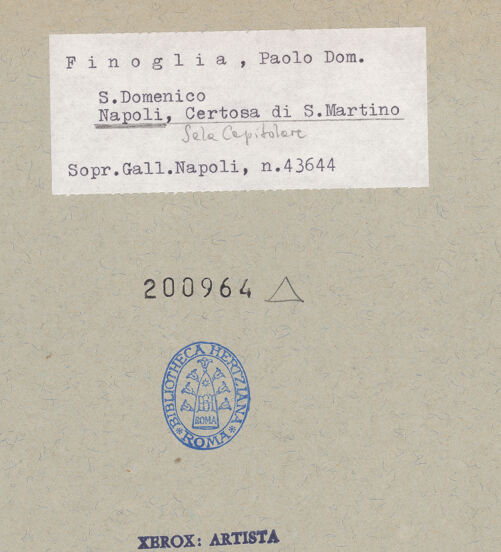 Finoglia, Paolo Dom.
S.Domenico
Napoli, Certosa di S.Martino
Sala Capitolare
Sopr.Gall.Napoli, n.43644
200964
BIBLIOTHECA HERTZIANA
BH
ROMA
* ROMA *
XEROX: ARTISTA